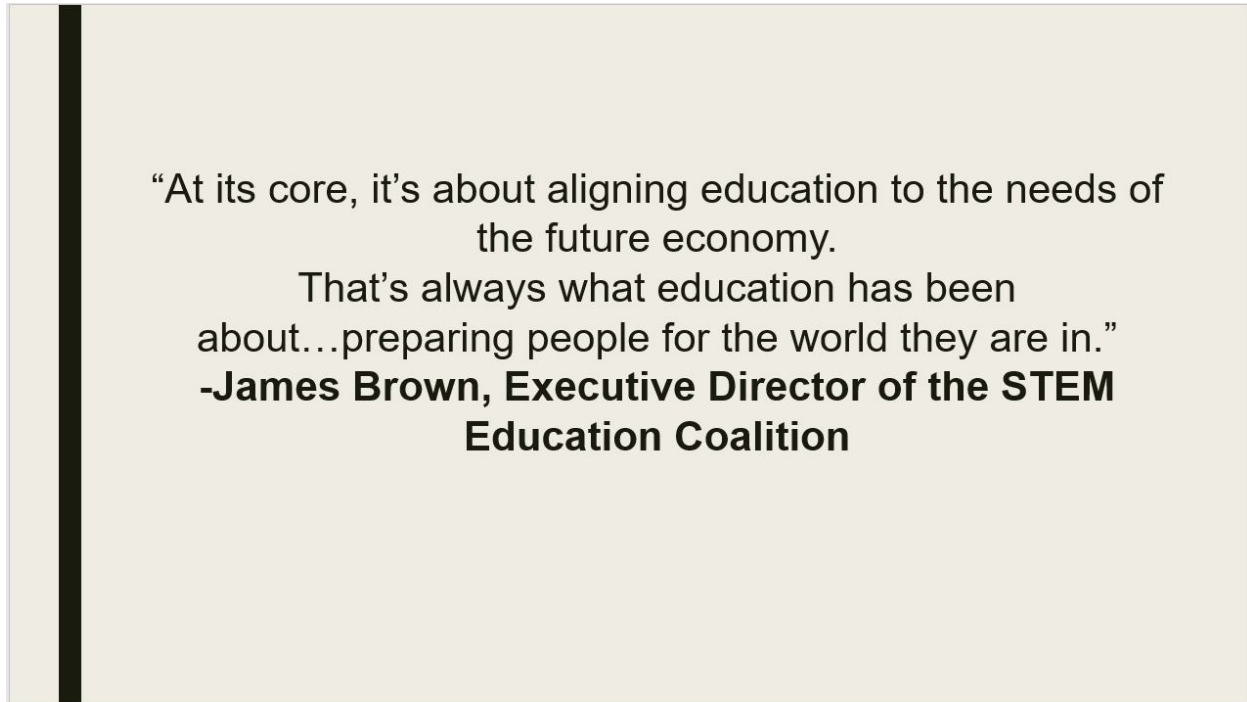 “At its core, it’s about aligning education to the needs of
the future economy.
That’s always what education has been
about…preparing people for the world they are in.”
-James Brown, Executive Director of the STEM
Education Coalition